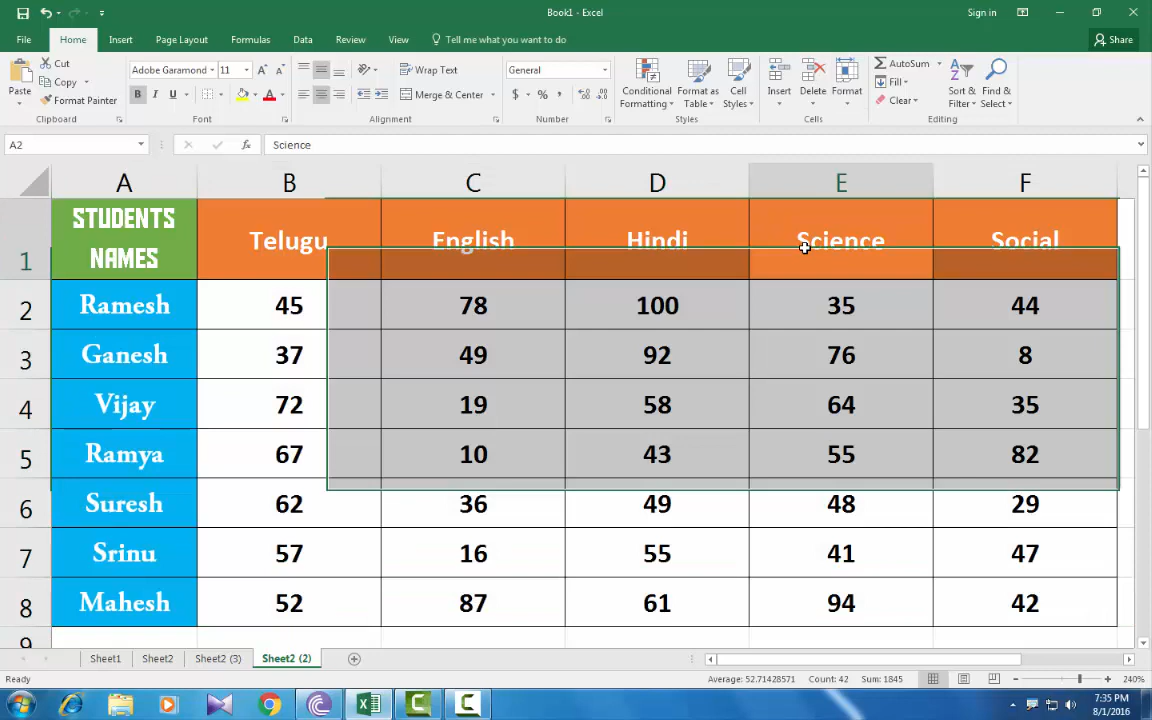 Book1 - Excel
Sign in
File Home Insert Page Layout Formulas Data Review View Tell me what you want to do Share
Paste
Cut
Copy
Format Painter
Clipboard
Adobe Garamond 11
B I U
A
Font
Wrap Text
Merge & Center
Alignment
General
$ % ,
Number
Conditional Formatting
Format as Table
Cell Styles
Styles
Insert
Delete
Format
Cells
AutoSum
Fill
Clear
Sort & Filter
Find & Select
Editing
A2 fx Science
A B C D E F
1 STUDENTS NAMES Telugu English Hindi Science Social
2 Ramesh 45 78 100 35 44
3 Ganesh 37 49 92 76 8
4 Vijay 72 19 58 64 35
5 Ramya 67 10 43 55 82
6 Suresh 62 36 49 48 29
7 Srinu 57 16 55 41 47
8 Mahesh 52 87 61 94 42
9
Sheet1 Sheet2 Sheet2 (3) Sheet2 (2)
Ready Average: 52.71428571 Count: 42 Sum: 1845 240%
7:35 PM
8/1/2016